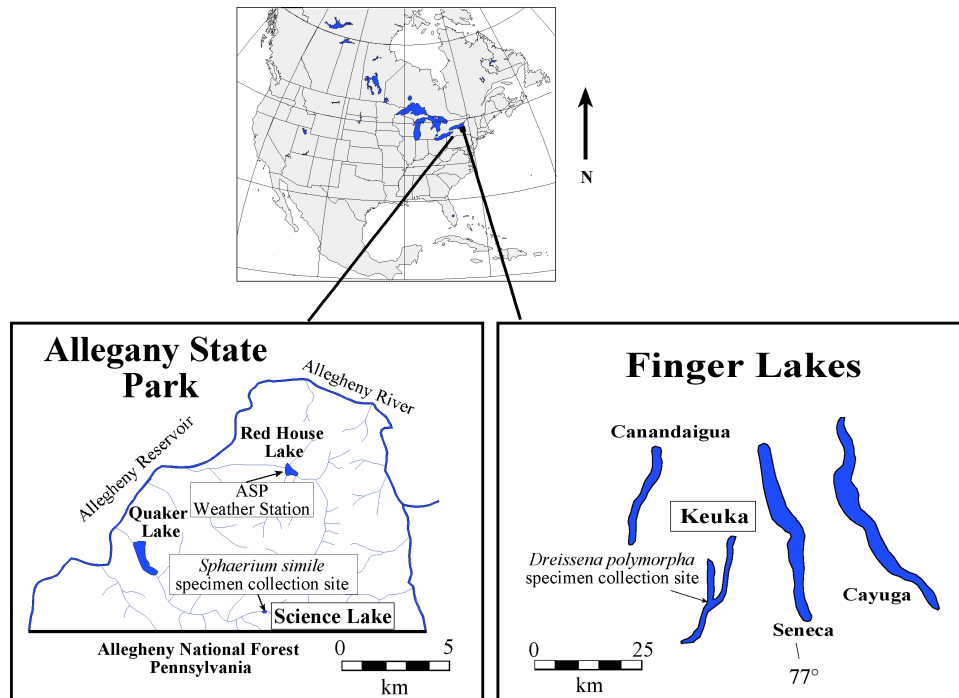 N
Allegany State
Park
Allegheny River
Allegheny Reservoir
Red House
Lake
ASP
Weather Station
Quaker
Lake
Sphaerium simile
specimen collection site
Science Lake
Allegheny National Forest
Pennsylvania
0 5
km
Finger Lakes
Canandaigua
Keuka
Dreissena polymorpha
specimen collection site
Cayuga
Seneca
77°
0 25
km